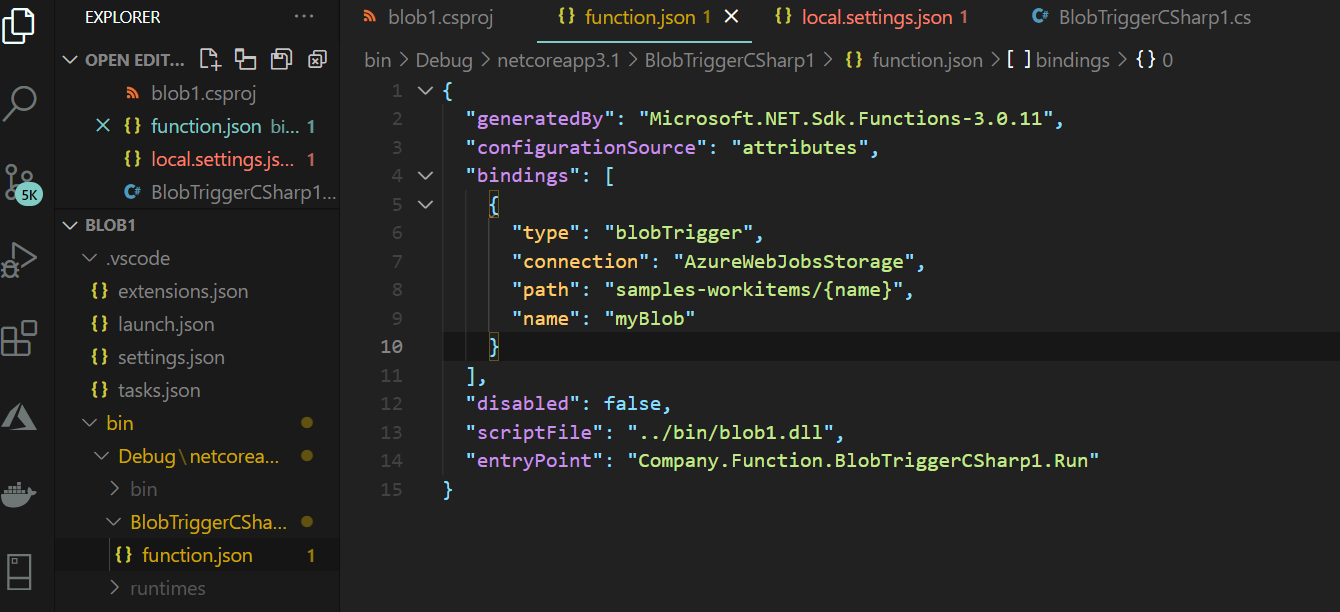 EXPLORER ...
blob1.csproj {} function.json 1 {} local.settings.json 1 C# BlobTriggerCSharp1.cs
OPEN EDIT...
bin > Debug > netcoreapp3.1 > BlobTriggerCSharp1 > {} function.json > [ ] bindings > {} 0
blob1.csproj
{} function.json bi... 1
{} local.settings.js... 1
C# BlobTriggerCSharp1...
5K
BLOB1
.vscode
{} extensions.json
{} launch.json
{} settings.json
{} tasks.json
bin
Debug\netcorea...
bin
BlobTriggerCSha...
{} function.json 1
runtimes
1 {
2 "generatedBy": "Microsoft.NET.Sdk.Functions-3.0.11",
3 "configurationSource": "attributes",
4 "bindings": [
5 {
6 "type": "blobTrigger",
7 "connection": "AzureWebJobsStorage",
8 "path": "samples-workitems/{name}",
9 "name": "myBlob"
10 }
11 ],
12 "disabled": false,
13 "scriptFile": "../bin/blob1.dll",
14 "entryPoint": "Company.Function.BlobTriggerCSharp1.Run"
15 }